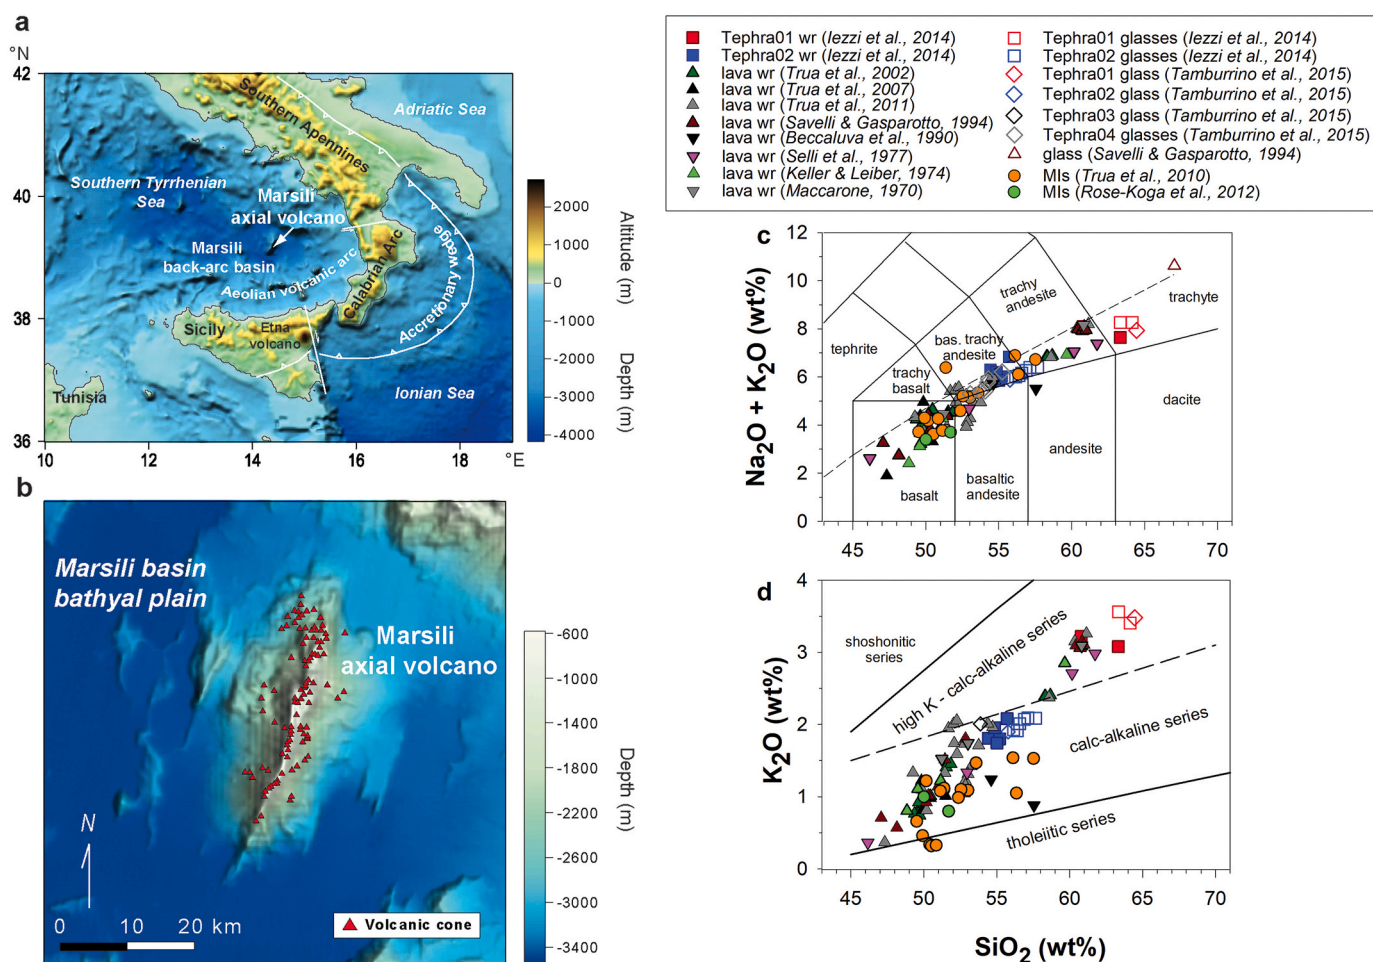 a
°N
42
40
38
36
10
12
14
16
18
°E
Southern Apennines
Adriatic Sea
Southern Tyrrhenian
Sea
Marsili
axial volcano
Marsili
back-arc basin
Aeolian volcanic arc
Calabrian Arc
Accretionary wedge
Sicily
Etna
volcano
Ionian Sea
Tunisia
2000
1000
0
-1000
-2000
-3000
-4000
Altitude (m)
Depth (m)
b
Marsili basin
bathyal plain
Marsili
axial volcano
N
0 10 20 km
Volcanic cone
-600
-1000
-1400
-1800
-2200
-2600
-3000
-3400
Depth (m)
Tephra01 wr (Iezzi et al., 2014)
Tephra02 wr (Iezzi et al., 2014)
lava wr (Trua et al., 2002)
lava wr (Trua et al., 2007)
lava wr (Trua et al., 2011)
lava wr (Savelli & Gasparotto, 1994)
lava wr (Beccaluva et al., 1990)
lava wr (Selli et al., 1977)
lava wr (Keller & Leiber, 1974)
lava wr (Maccarone, 1970)
Tephra01 glasses (Iezzi et al., 2014)
Tephra02 glasses (Iezzi et al., 2014)
Tephra01 glass (Tamburrino et al., 2015)
Tephra02 glass (Tamburrino et al., 2015)
Tephra03 glass (Tamburrino et al., 2015)
Tephra04 glasses (Tamburrino et al., 2015)
glass (Savelli & Gasparotto, 1994)
MIs (Trua et al., 2010)
MIs (Rose-Koga et al., 2012)
c
Na2O + K2O (wt%)
12
10
8
6
4
2
0
45 50 55 60 65 70
tephrite
trachy
basalt
bas. trachy
andesite
trachy
andesite
trachyte
dacite
andesite
basaltic
andesite
basalt
d
K2O (wt%)
4
3
2
1
0
45 50 55 60 65 70
shoshonitic
series
high K - calc-alkaline series
calc-alkaline series
tholeiitic series
SiO2 (wt%)